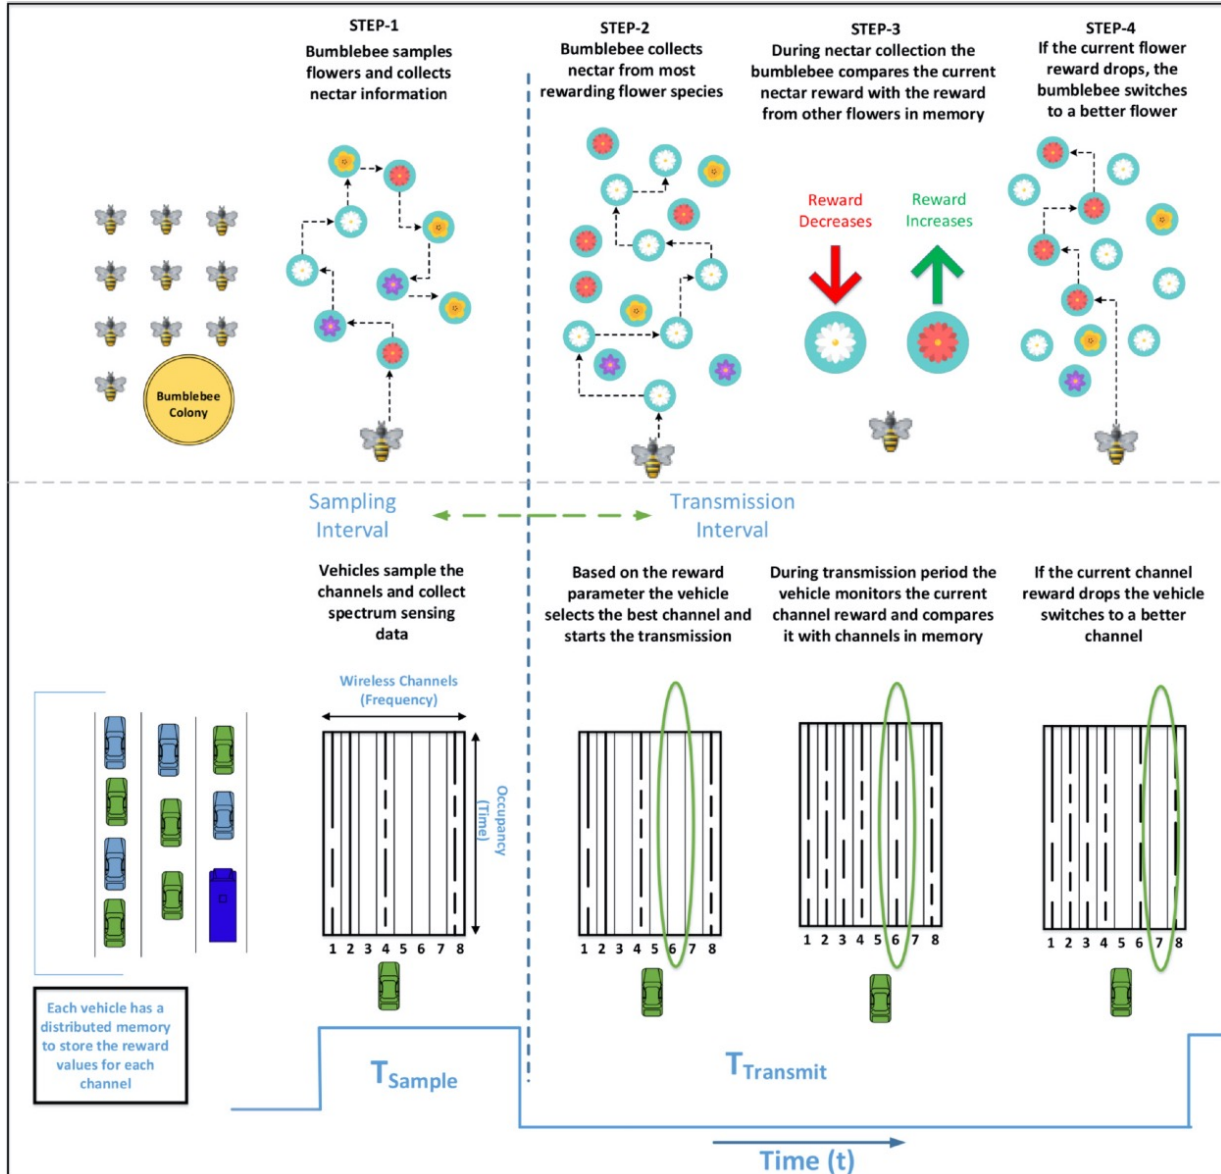 STEP-1
Bumblebee samples
flowers and collects
nectar information
STEP-2
Bumblebee collects
nectar from most
rewarding flower species
STEP-3
During nectar collection the
bumblebee compares the current
nectar reward with the reward
from other flowers in memory
STEP-4
If the current flower
reward drops, the
bumblebee switches
to a better flower
Reward
Decreases
Reward
Increases
Bumblebee
Colony
Sampling
Interval
Transmission
Interval
Vehicles sample the
channels and collect
spectrum sensing
data
Based on the reward
parameter the vehicle
selects the best channel and
starts the transmission
During transmission period the
vehicle monitors the current
channel reward and compares
it with channels in memory
If the current channel
reward drops the vehicle
switches to a better
channel
Wireless Channels
(Frequency)
Occupancy
(Time)
1 2 3 4 5 6 7 8
1 2 3 4 5 6 7 8
1 2 3 4 5 6 7 8
1 2 3 4 5 6 7 8
Each vehicle has a
distributed memory
to store the reward
values for each
channel
TSample
TTransmit
Time (t)